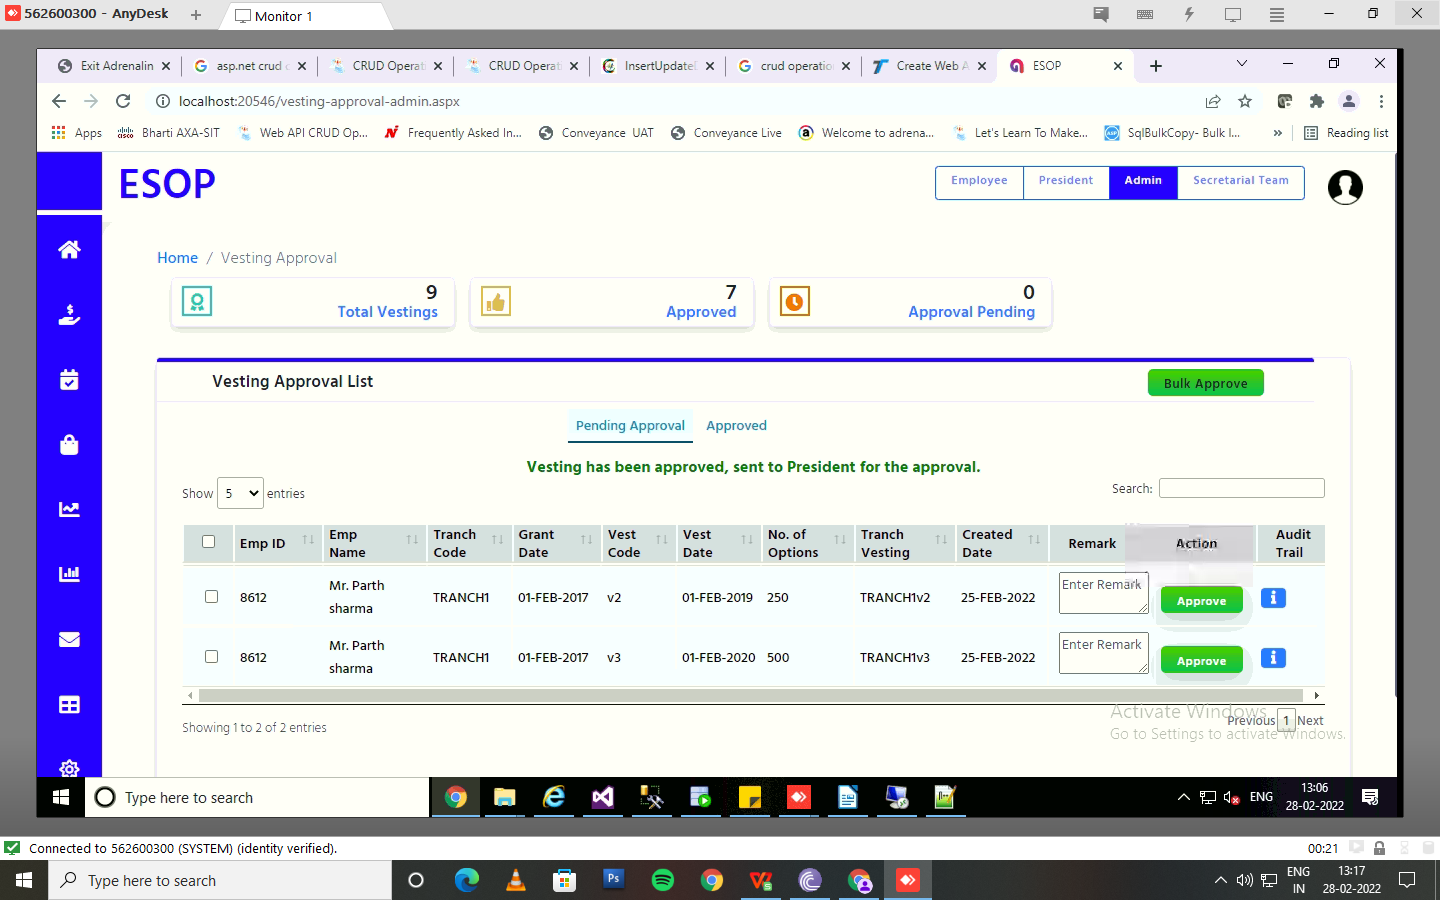 562600300 - AnyDesk
Monitor 1
Exit Adrenalin
asp.net crud
CRUD Operat
CRUD Operat
InsertUpdate
crud operatio
Create Web A
ESOP
localhost:20546/vesting-approval-admin.aspx
Apps
Bharti AXA-SIT
Web API CRUD Op...
Frequently Asked In...
Conveyance UAT
Conveyance Live
Welcome to adrena...
Let's Learn To Make...
SqlBulkCopy- Bulk I...
»
Reading list
ESOP
Employee
President
Admin
Secretarial Team
Home / Vesting Approval
9
Total Vestings
7
Approved
0
Approval Pending
Vesting Approval List
Bulk Approve
Pending Approval
Approved
Vesting has been approved, sent to President for the approval.
Show 5 entries
Search:
Emp ID
Emp Name
Tranch Code
Grant Date
Vest Code
Vest Date
No. of Options
Tranch Vesting
Created Date
Remark
Action
Audit Trail
8612
Mr. Parth sharma
TRANCH1
01-FEB-2017
v2
01-FEB-2019
250
TRANCH1v2
25-FEB-2022
Enter Remark
Approve
8612
Mr. Parth sharma
TRANCH1
01-FEB-2017
v3
01-FEB-2020
500
TRANCH1v3
25-FEB-2022
Enter Remark
Approve
Showing 1 to 2 of 2 entries
Previous 1 Next
Activate Windows
Go to Settings to activate Windows.
Type here to search
ENG
13:06
28-02-2022
Connected to 562600300 (SYSTEM) (identity verified).
00:21
Type here to search
Ps
ENG
IN
13:17
28-02-2022